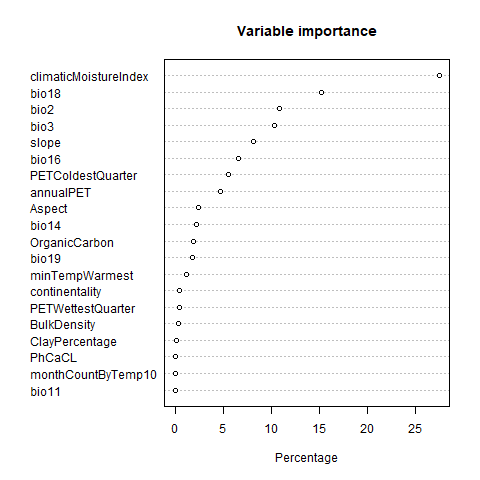 Variable importance
climaticMoistureIndex
bio18
bio2
bio3
slope
bio16
PETColdestQuarter
annualPET
Aspect
bio14
OrganicCarbon
bio19
minTempWarmest
continentality
PETWettestQuarter
BulkDensity
ClayPercentage
PhCaCL
monthCountByTemp10
bio11
0 5 10 15 20 25
Percentage